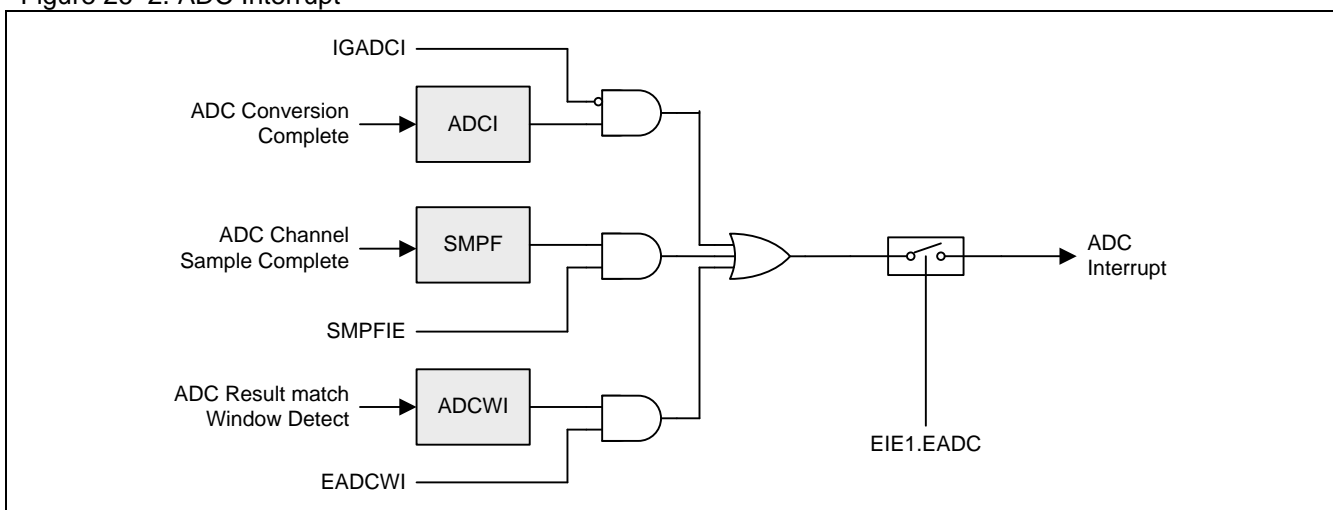 IGADCI
ADC Conversion
Complete
ADCI
ADC Channel
Sample Complete
SMPF
SMPFIE
ADC Result match
Window Detect
ADCWI
EADCWI
ADC
Interrupt
EIE1.EADC